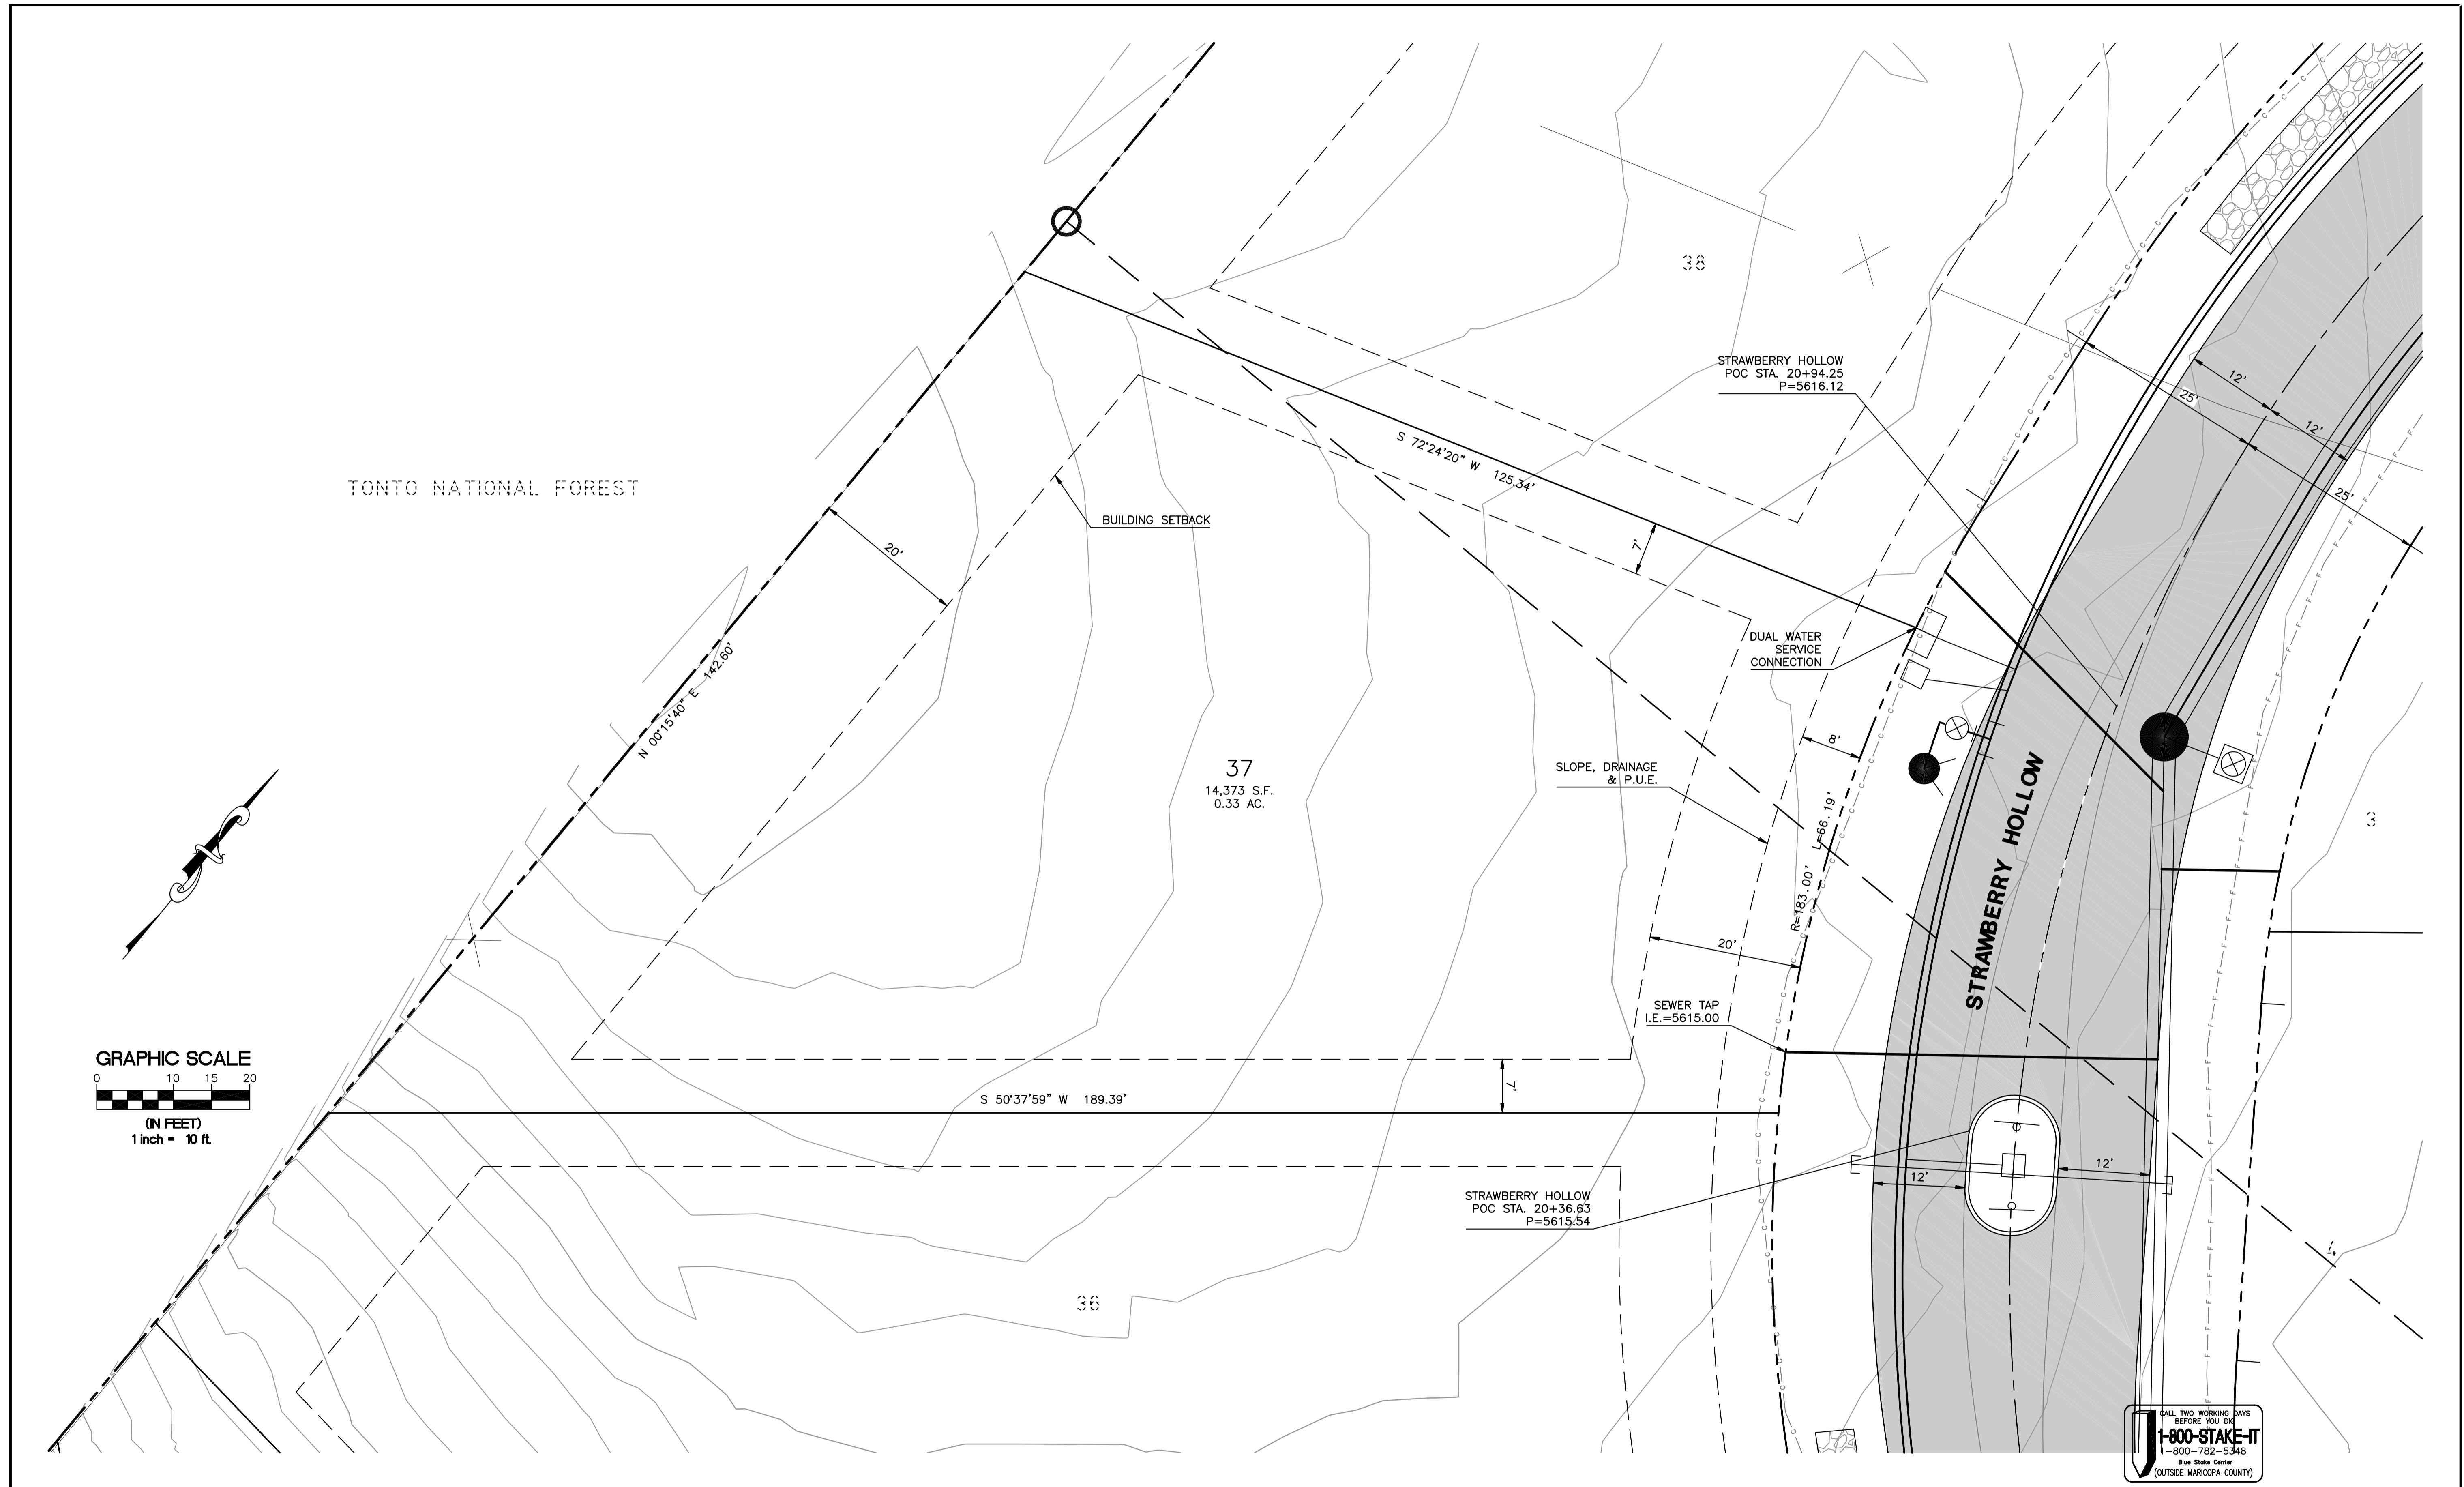 38
STRAWBERRY HOLLOW
POC STA. 20+94.25
P=5616.12
12'
25'
12'
25'
S 72°24'20" W 125.34'
TONTO NATIONAL FOREST
BUILDING SETBACK
20'
7'
DUAL WATER
SERVICE
CONNECTION
N 00°15'40" E 142.60'
8'
37
14,373 S.F.
0.33 AC.
SLOPE, DRAINAGE
& P.U.E.
R=183.00' L=66.19'
STRAWBERRY HOLLOW
3
20'
SEWER TAP
I.E.=5615.00
GRAPHIC SCALE
0 10 15 20
(IN FEET)
1 inch = 10 ft.
S 50°37'59" W 189.39'
7'
12'
12'
STRAWBERRY HOLLOW
POC STA. 20+36.63
P=5615.54
36
CALL TWO WORKING DAYS
BEFORE YOU DIG
1-800-STAKE-IT
1-800-782-5348
Blue Stake Center
(OUTSIDE MARICOPA COUNTY)